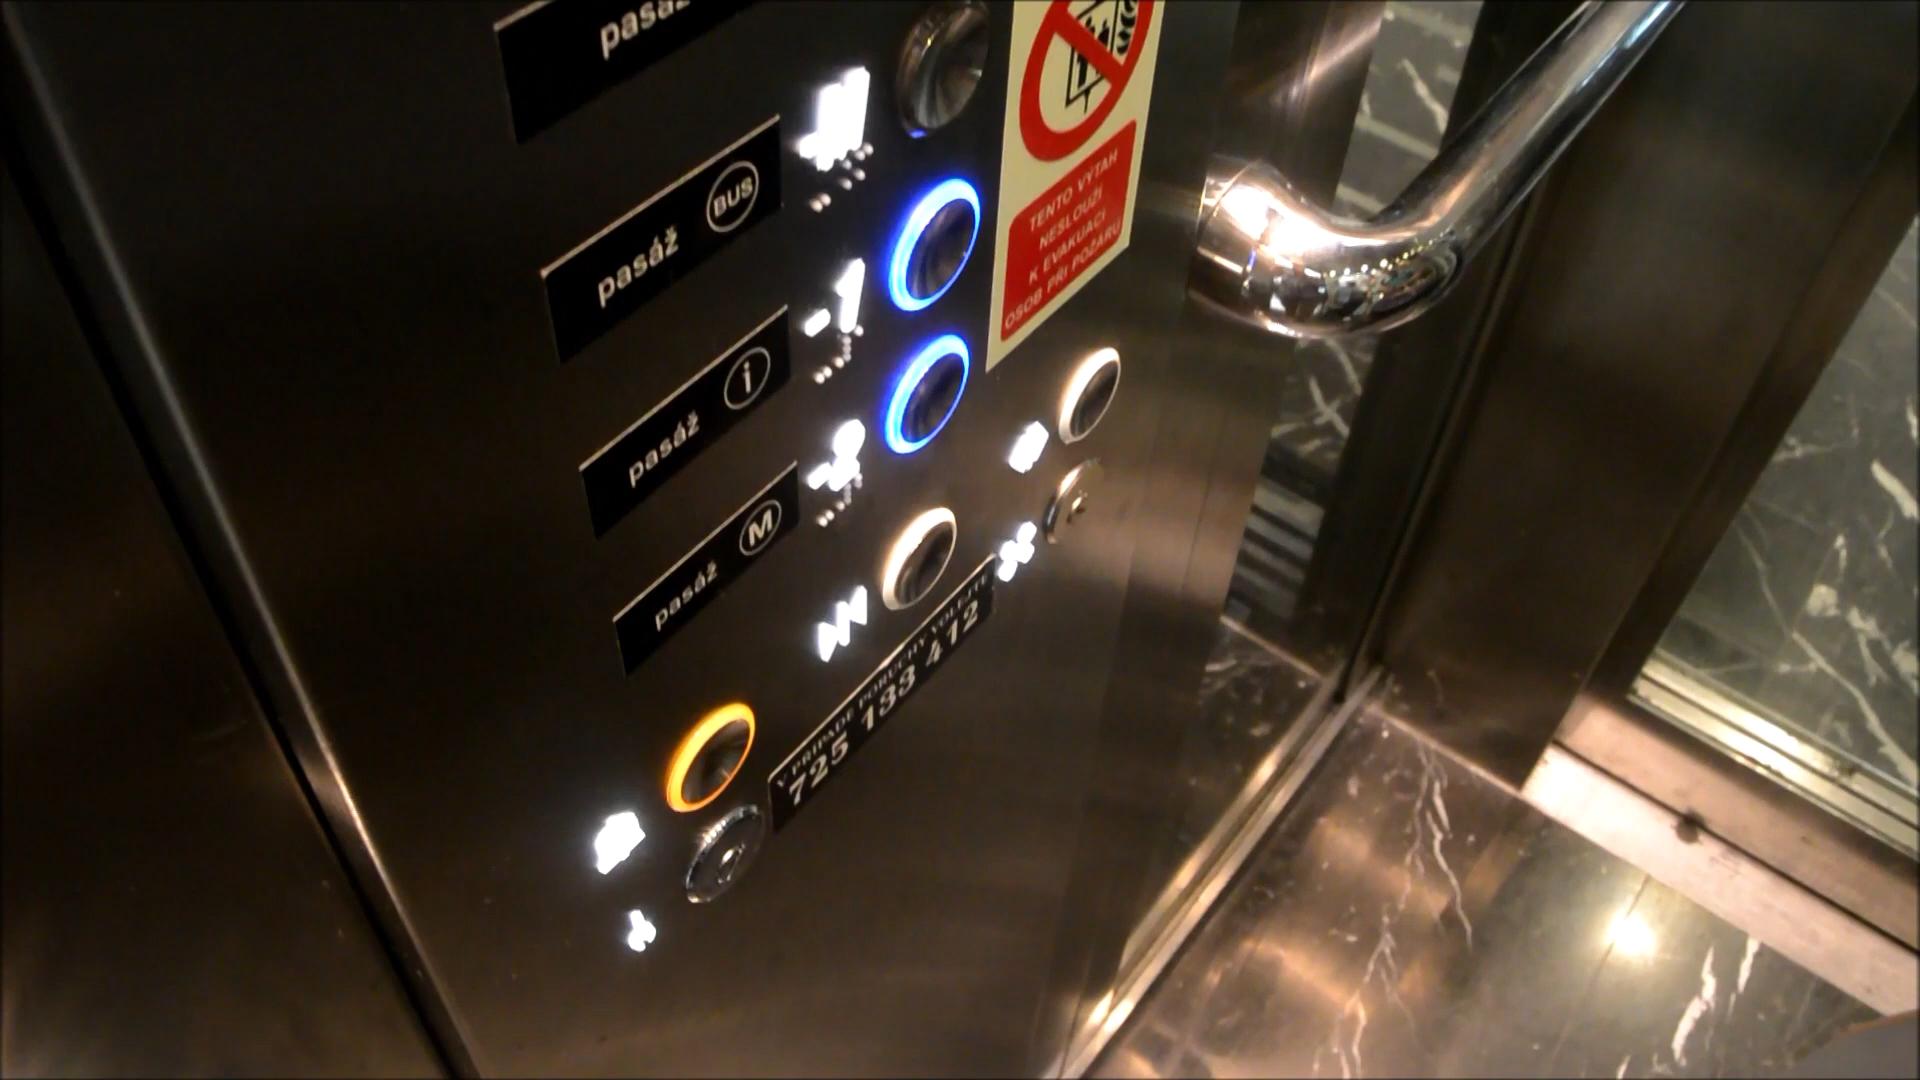 pasáž
pasáž BUS
-1
pasáž i
-2
pasáž M
TENTO VÝTAH
NESLOUŽÍ
K EVAKUACI
OSOB PŘI POŽÁRU
V PŘÍPADĚ PORUCHY VOLEJTE
725 133 412